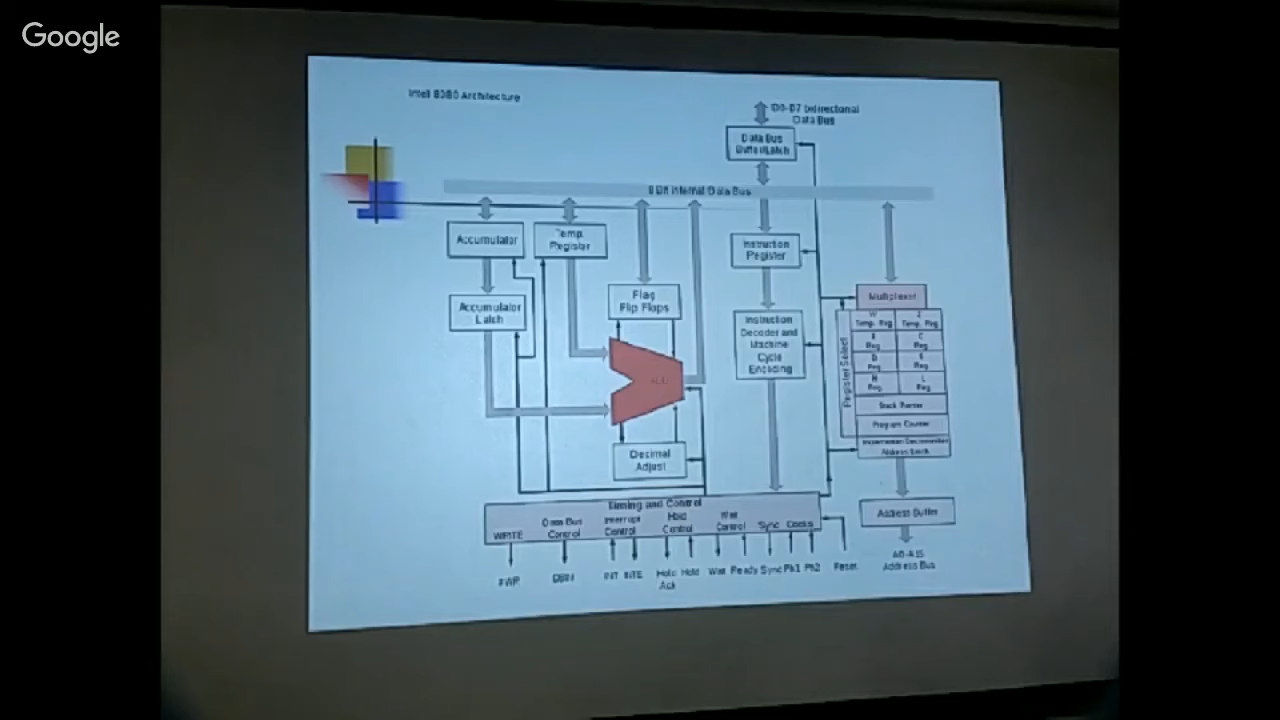 Google
Intel 8080 Architecture
D0-D7 bidirectional
Data Bus
Data Bus
Buffer/Latch
8 Bit Internal Data Bus
Accumulator
Temp.
Register
Instruction
Register
Multiplexer
Accumulator
Latch
Flag
Flip Flops
Instruction
Decoder and
Machine
Cycle
Encoding
Register Select
W
Temp. Reg
Z
Temp. Reg
B
Reg
C
Reg
D
Reg
E
Reg
H
Reg
L
Reg
Stack Pointer
Program Counter
Address Latch
ALU
Decimal
Adjust
Timing and Control
WRITE
Data Bus
Control
Interrupt
Control
Hold
Control
Wait
Control
Sync
Clocks
Address Buffer
A0-A15
Address Bus
DBIN
INT
INTE
Hold
Ack
Hold
Wait
Ready
Sync
Ph1
Ph2
Reset